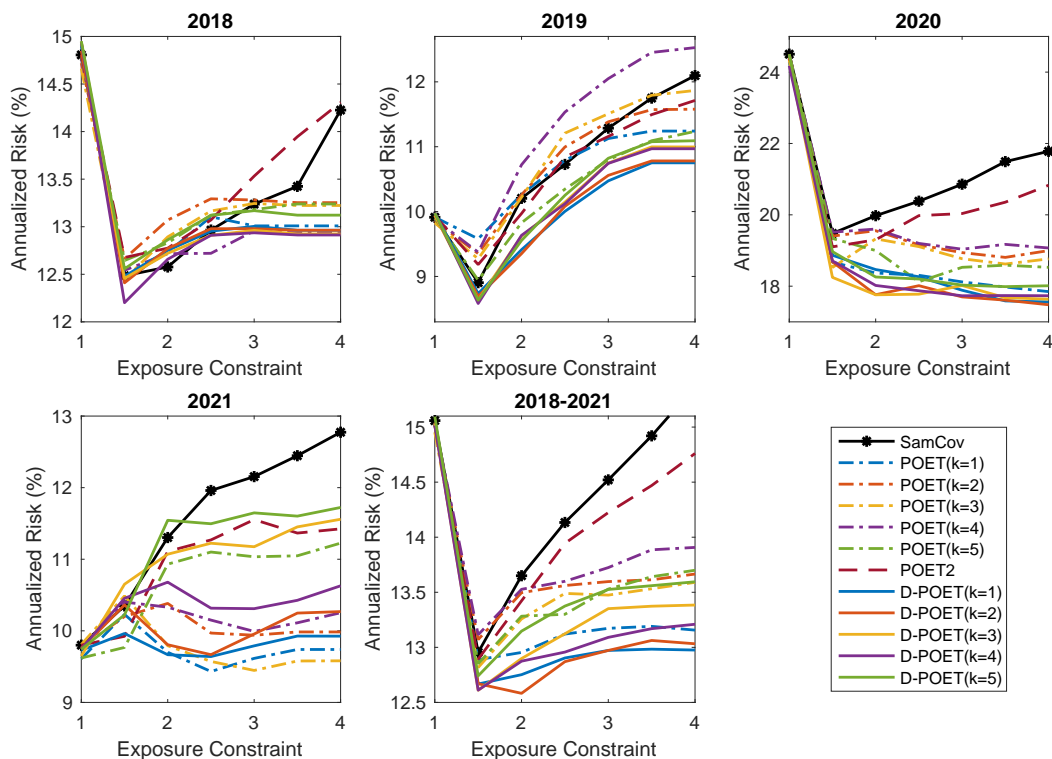 2018
15
14.5
14
13.5
13
12.5
12
1
2
3
4
Annualized Risk (%)
Exposure Constraint
2019
12
11
10
9
1
2
3
4
Annualized Risk (%)
Exposure Constraint
2020
24
22
20
18
1
2
3
4
Annualized Risk (%)
Exposure Constraint
2021
13
12
11
10
9
1
2
3
4
Annualized Risk (%)
Exposure Constraint
2018-2021
15
14.5
14
13.5
13
12.5
1
2
3
4
Annualized Risk (%)
Exposure Constraint
SamCov
POET(k=1)
POET(k=2)
POET(k=3)
POET(k=4)
POET(k=5)
POET2
D-POET(k=1)
D-POET(k=2)
D-POET(k=3)
D-POET(k=4)
D-POET(k=5)